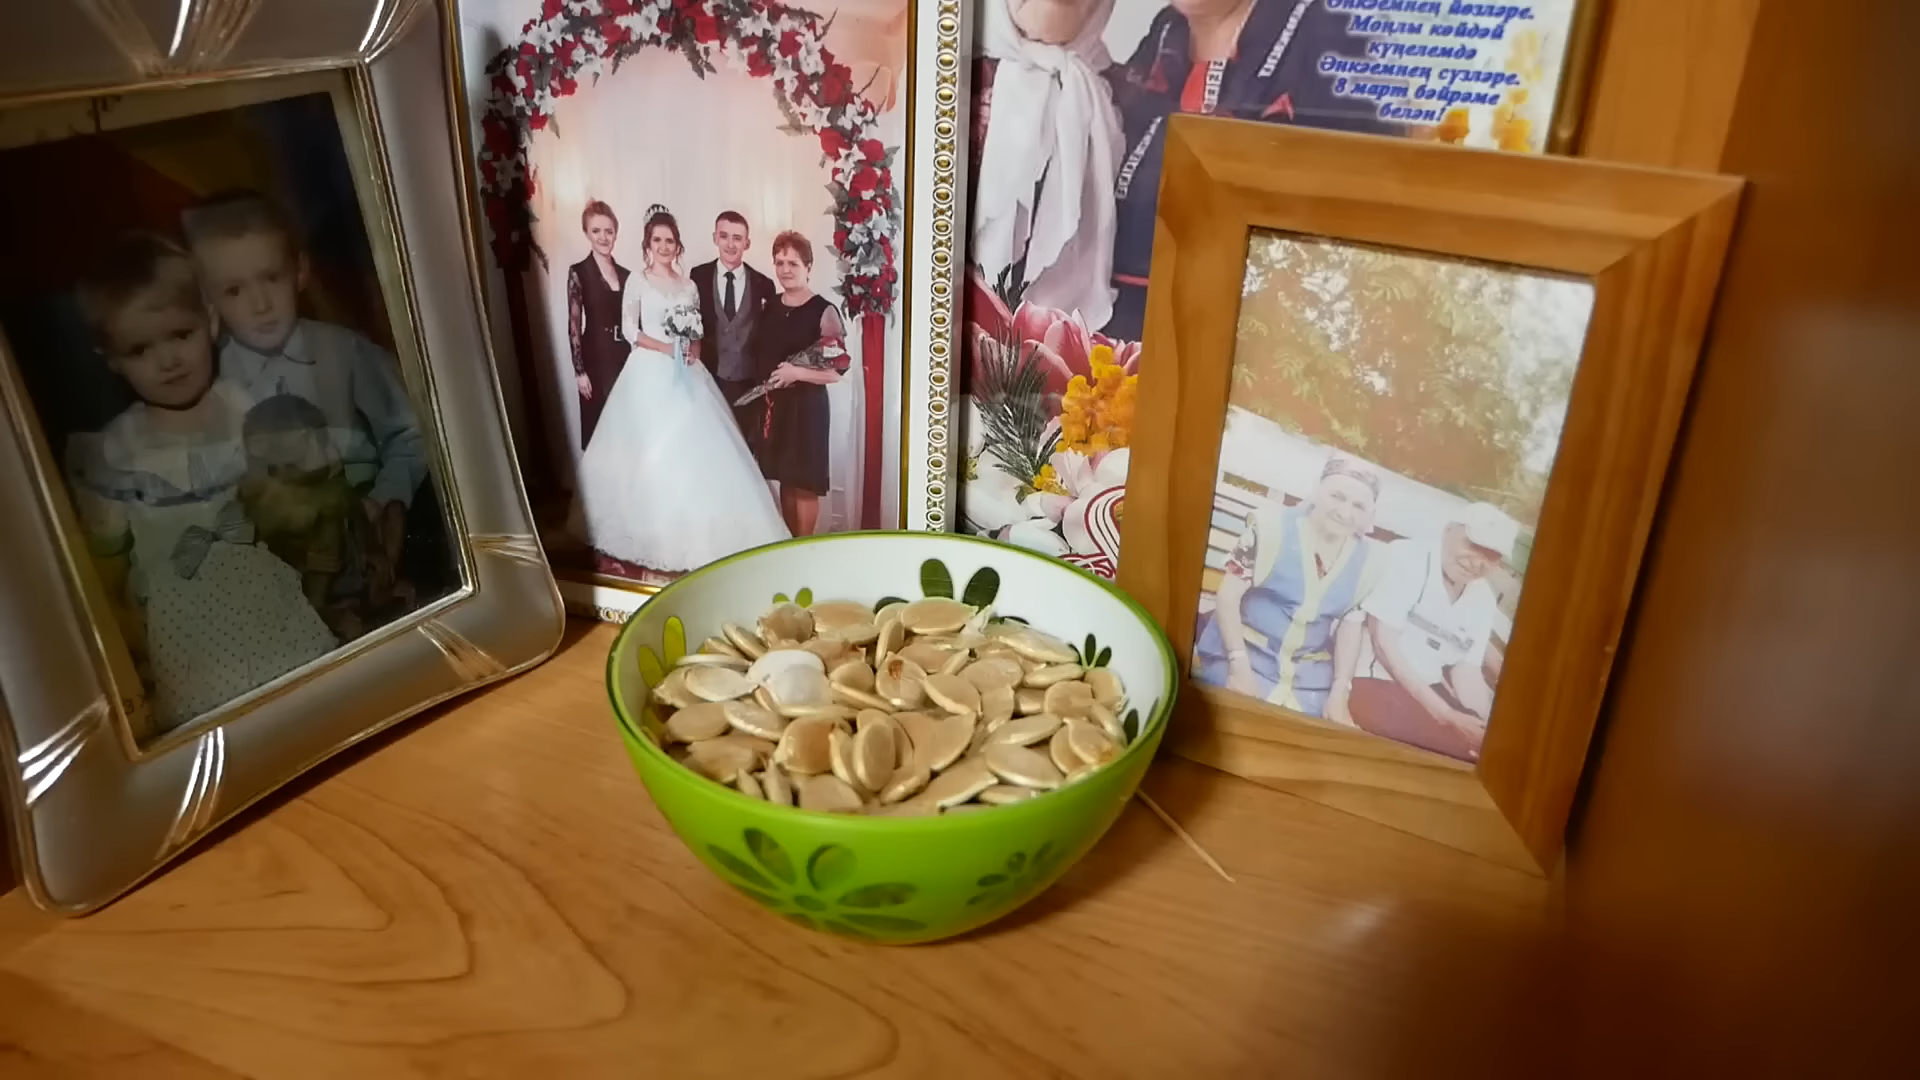 Әнкәемнең йөзләре.
Моңлы көйдәй
күңелемдә
Әнкәемнең сүзләре.
8 март бәйрәме
белән!